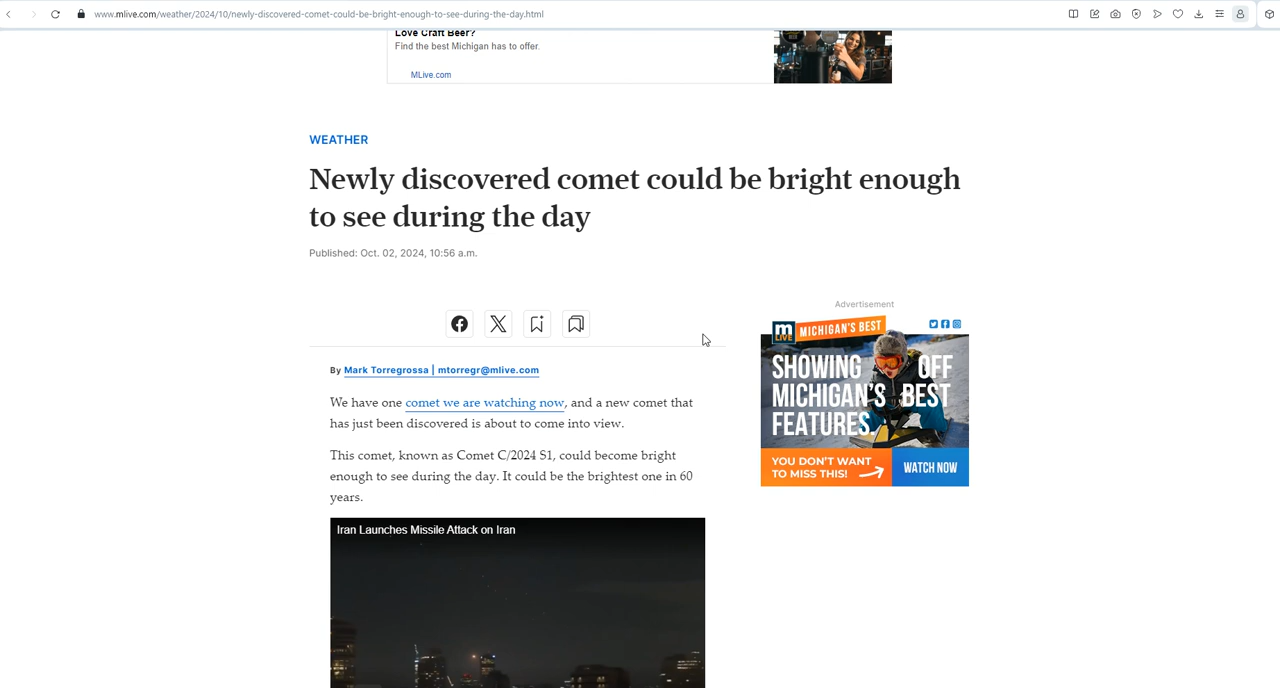 www.mlive.com/weather/2024/10/newly-discovered-comet-could-be-bright-enough-to-see-during-the-day.html
Love Craft Beer?
Find the best Michigan has to offer.
MLive.com
WEATHER
Newly discovered comet could be bright enough
to see during the day
Published: Oct. 02, 2024, 10:56 a.m.
Advertisement
m LIVE MICHIGAN'S BEST
SHOWING OFF
MICHIGAN'S BEST
FEATURES.
YOU DON'T WANT
TO MISS THIS!
WATCH NOW
By Mark Torregrossa | mtorregr@mlive.com
We have one comet we are watching now, and a new comet that
has just been discovered is about to come into view.
This comet, known as Comet C/2024 S1, could become bright
enough to see during the day. It could be the brightest one in 60
years.
Iran Launches Missile Attack on Iran